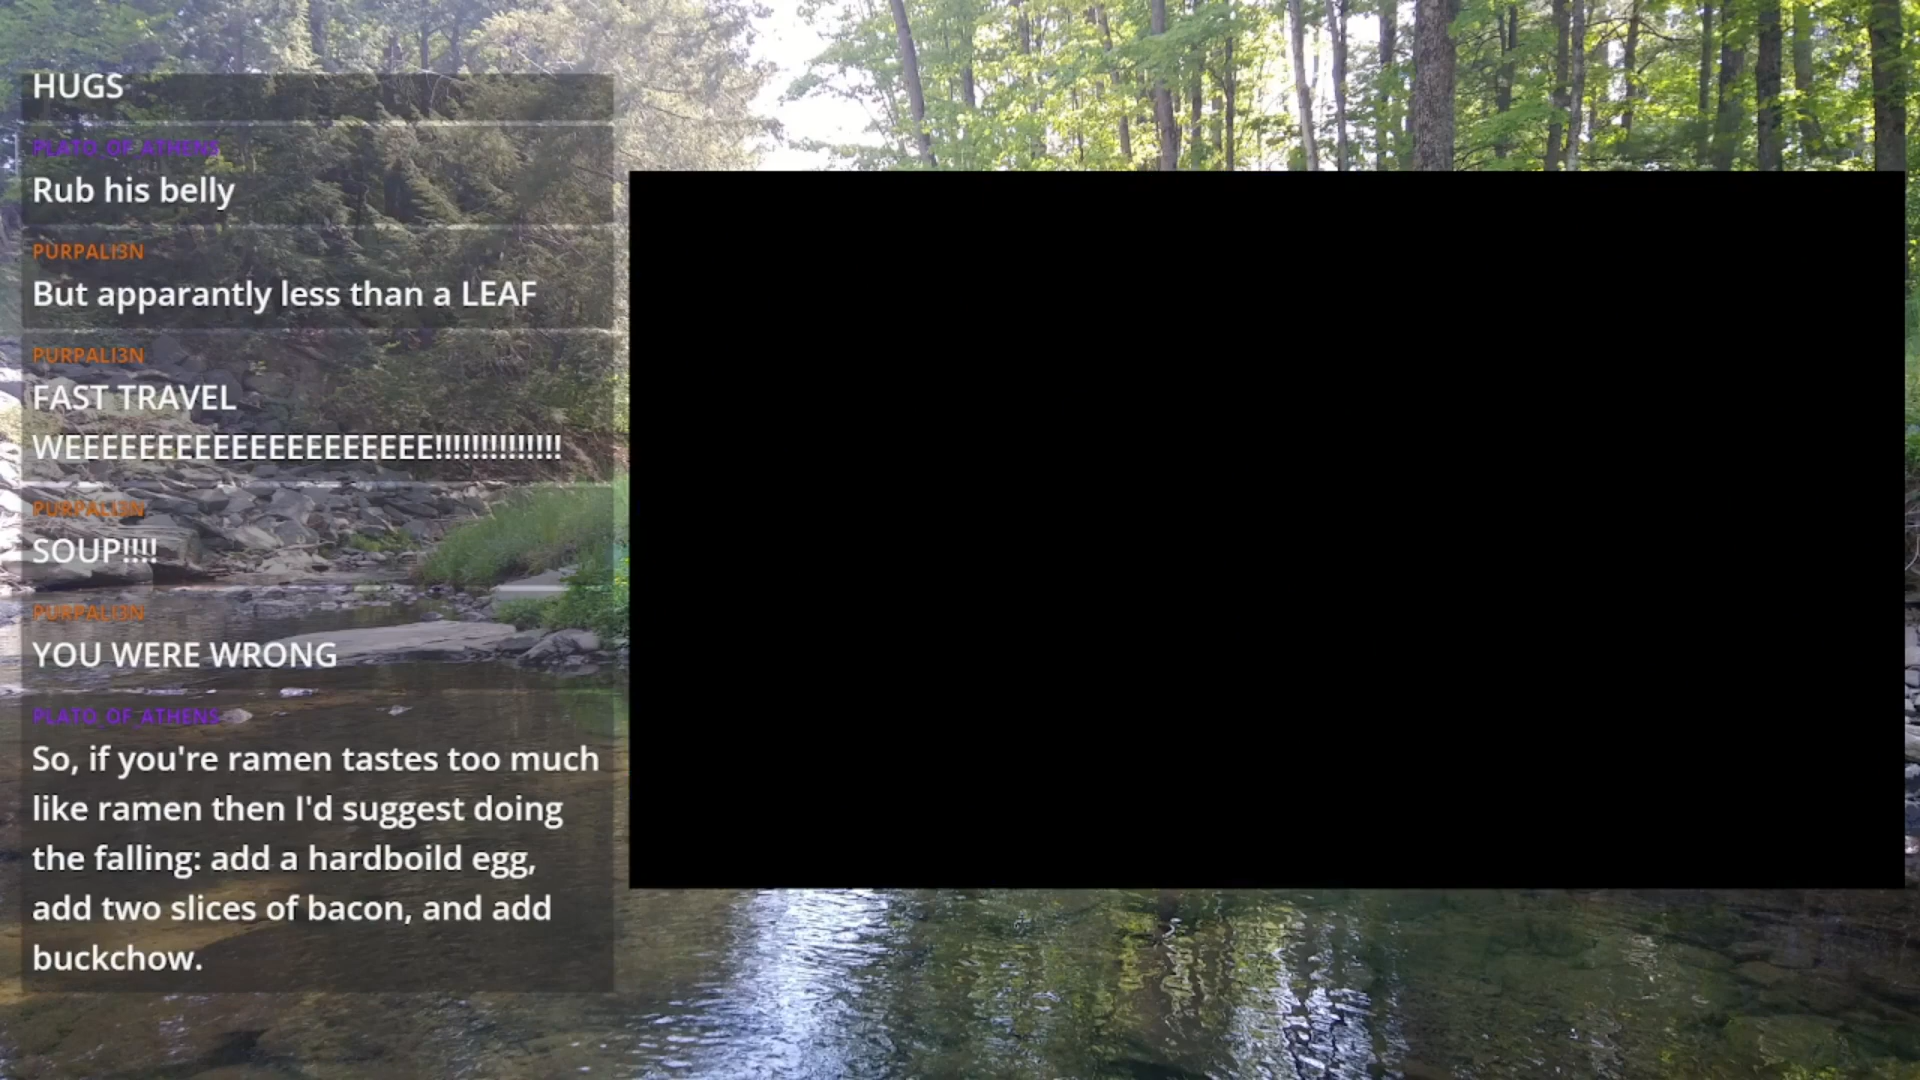 HUGS
PLATO_OF_ATHENS
Rub his belly
PURPALI3N
But apparantly less than a LEAF
PURPALI3N
FAST TRAVEL
WEEEEEEEEEEEEEEEEEEEE!!!!!!!!!!!!!!
PURPALI3N
SOUP!!!!
PURPALI3N
YOU WERE WRONG
PLATO_OF_ATHENS
So, if you're ramen tastes too much
like ramen then I'd suggest doing
the falling: add a hardboild egg,
add two slices of bacon, and add
buckchow.